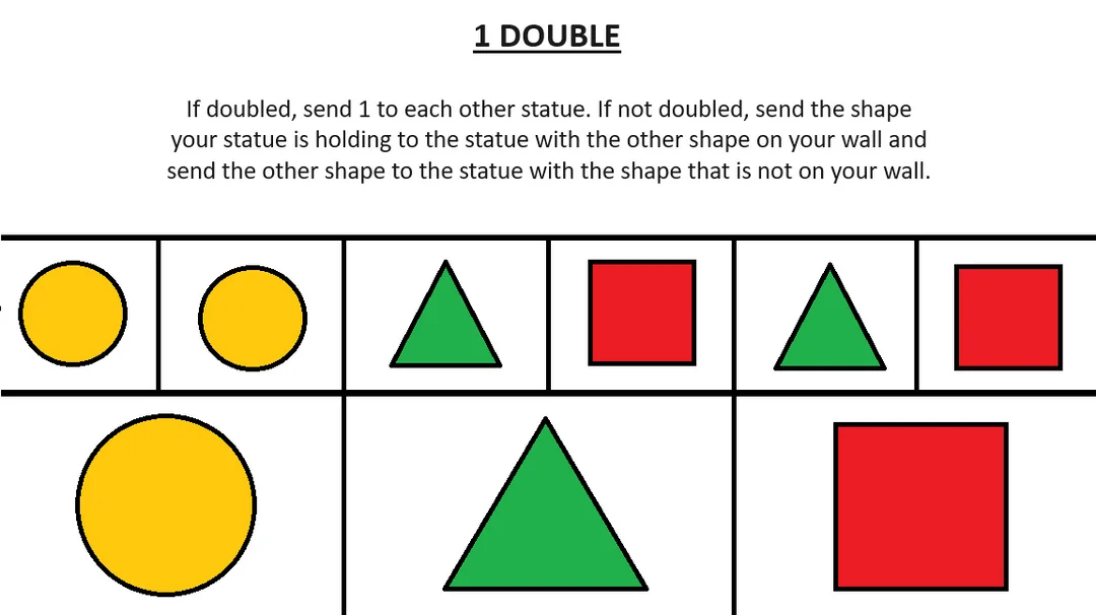 1 DOUBLE
If doubled, send 1 to each other statue. If not doubled, send the shape
your statue is holding to the statue with the other shape on your wall and
send the other shape to the statue with the shape that is not on your wall.